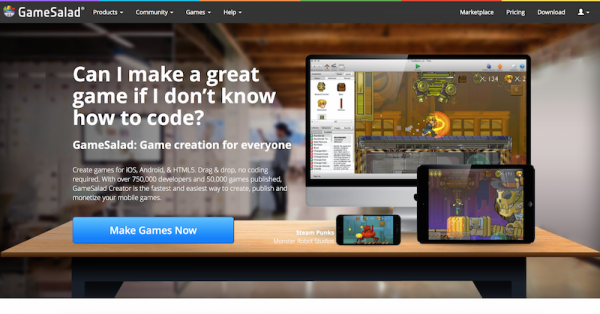 GameSalad®
Products Community Games Help Marketplace Pricing Download
Can I make a great
game if I don't know
how to code?
GameSalad: Game creation for everyone
Create games for iOS, Android, & HTML5. Drag & drop, no coding
required. With over 750,000 developers and 50,000 games published,
GameSalad Creator is the fastest and easiest way to create, publish and
monetize your mobile games.
Make Games Now
Steam Punks
Monster Robot Studios